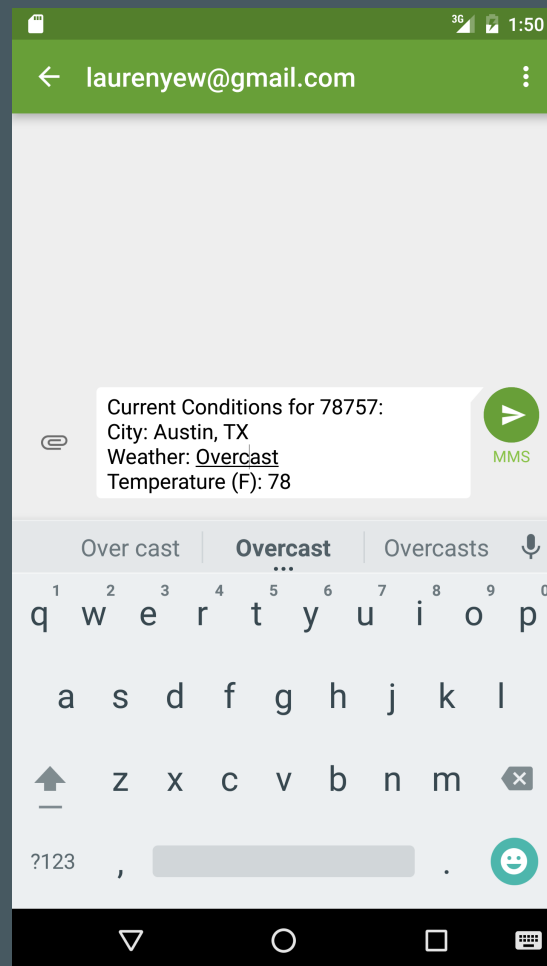 3G 1:50
laurenyew@gmail.com
Current Conditions for 78757:
City: Austin, TX
Weather: Overcast
Temperature (F): 78
MMS
Over cast Overcast Overcasts
1 2 3 4 5 6 7 8 9 0
q w e r t y u i o p
a s d f g h j k l
z x c v b n m
?123 , .